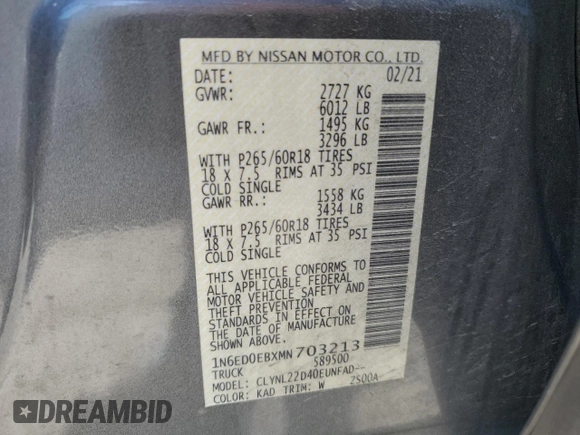 MFD BY NISSAN MOTOR CO., LTD.
DATE: 02/21
GVWR: 2727 KG
6012 LB
GAWR FR.: 1495 KG
3296 LB
WITH P265/60R18 TIRES
18 X 7.5 RIMS AT 35 PSI
COLD SINGLE
GAWR RR.: 1558 KG
3434 LB
WITH P265/60R18 TIRES
18 X 7.5 RIMS AT 35 PSI
COLD SINGLE
THIS VEHICLE CONFORMS TO
ALL APPLICABLE FEDERAL
MOTOR VEHICLE SAFETY AND
THEFT PREVENTION
STANDARDS IN EFFECT ON
THE DATE OF MANUFACTURE
SHOWN ABOVE.
1N6ED0EBXMN703213
TRUCK 589500
MODEL: CLYNL22D40EUNFAD--
COLOR: KAD TRIM: W 2500A
© STAT.VIN